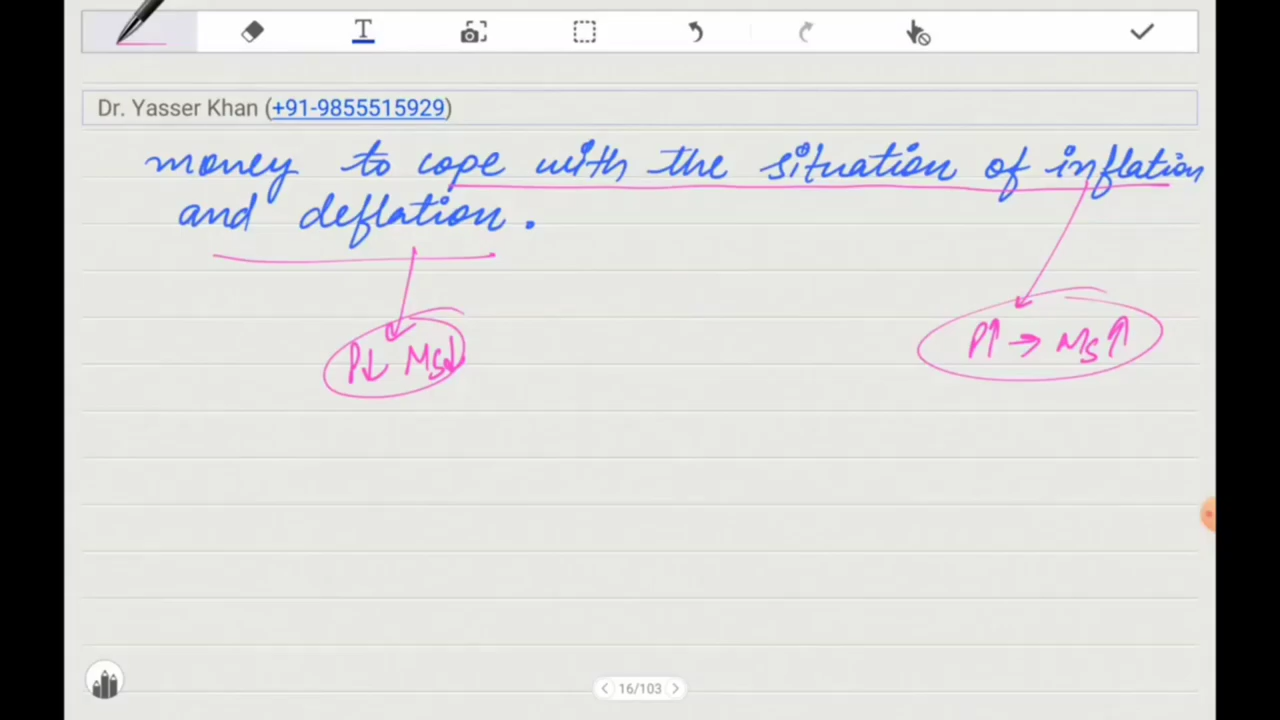 T
Dr. Yasser Khan (+91-9855515929)
money to cope with the situation of inflation
and deflation.
P↓ Ms↓
P↑ → Ms↑
16/103